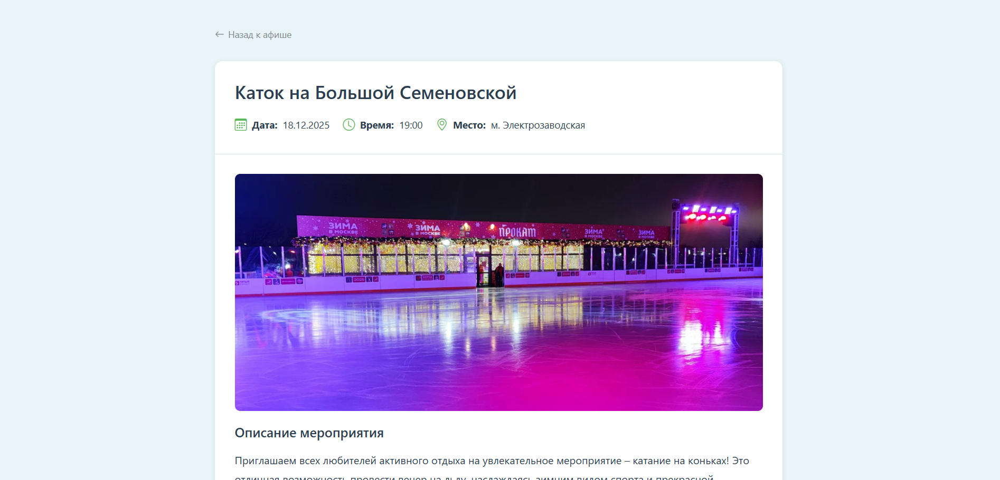 Назад к афише
Каток на Большой Семеновской
Дата: 18.12.2025 Время: 19:00 Место: м. Электрозаводская
ЗИМА
В МОСКВЕ
ЗИМА
В МОСКВЕ
ПРОКАТ
ЗИМА
В МОСКВЕ
ЗИМА
В МОСКВЕ
2025
ЗИМА
Описание мероприятия
Приглашаем всех любителей активного отдыха на увлекательное мероприятие – катание на коньках! Это
отличная возможность провести вечер на льду, наслаждаясь зимним видом спорта и прекрасной